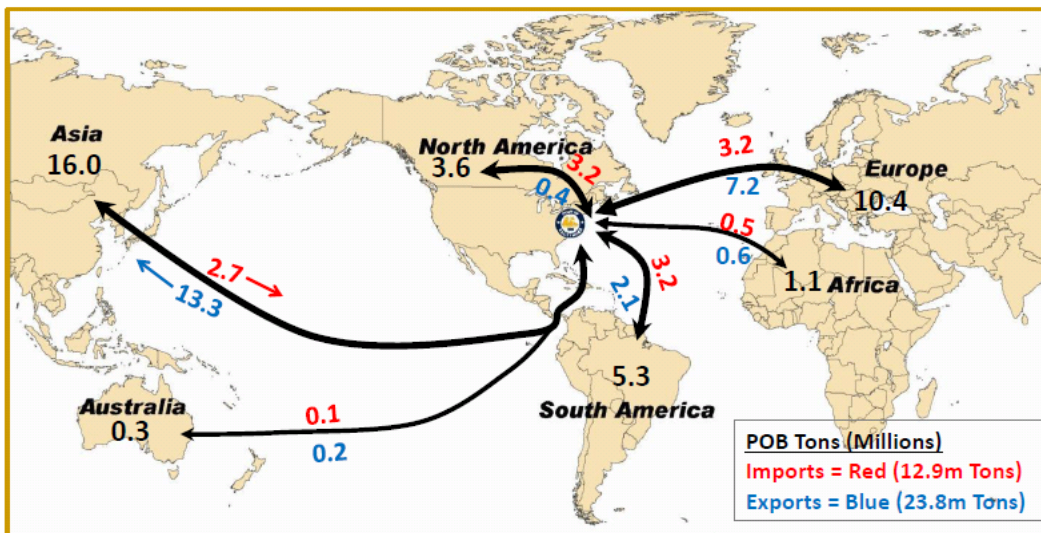 Asia
16.0
North America
3.6
3.2
0.4
3.2
7.2
Europe
10.4
0.5
0.6
1.1 Africa
2.7
13.3
3.2
2.1
5.3
South America
Australia
0.3
0.1
0.2
POB Tons (Millions)
Imports = Red (12.9m Tons)
Exports = Blue (23.8m Tons)